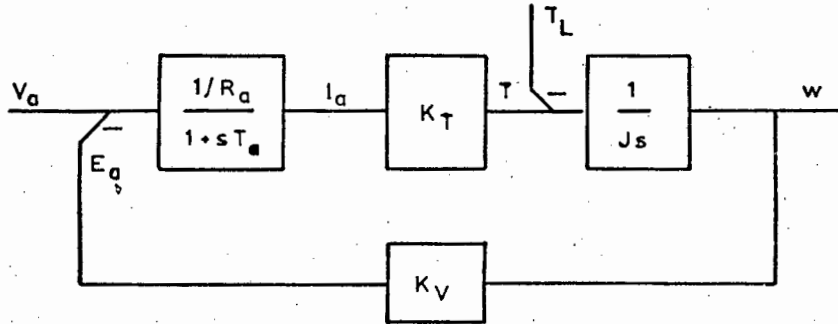 V_a
−
E_a
1/R_a
1+sT_a
I_a
K_T
T
T_L
−
1
Js
w
K_V